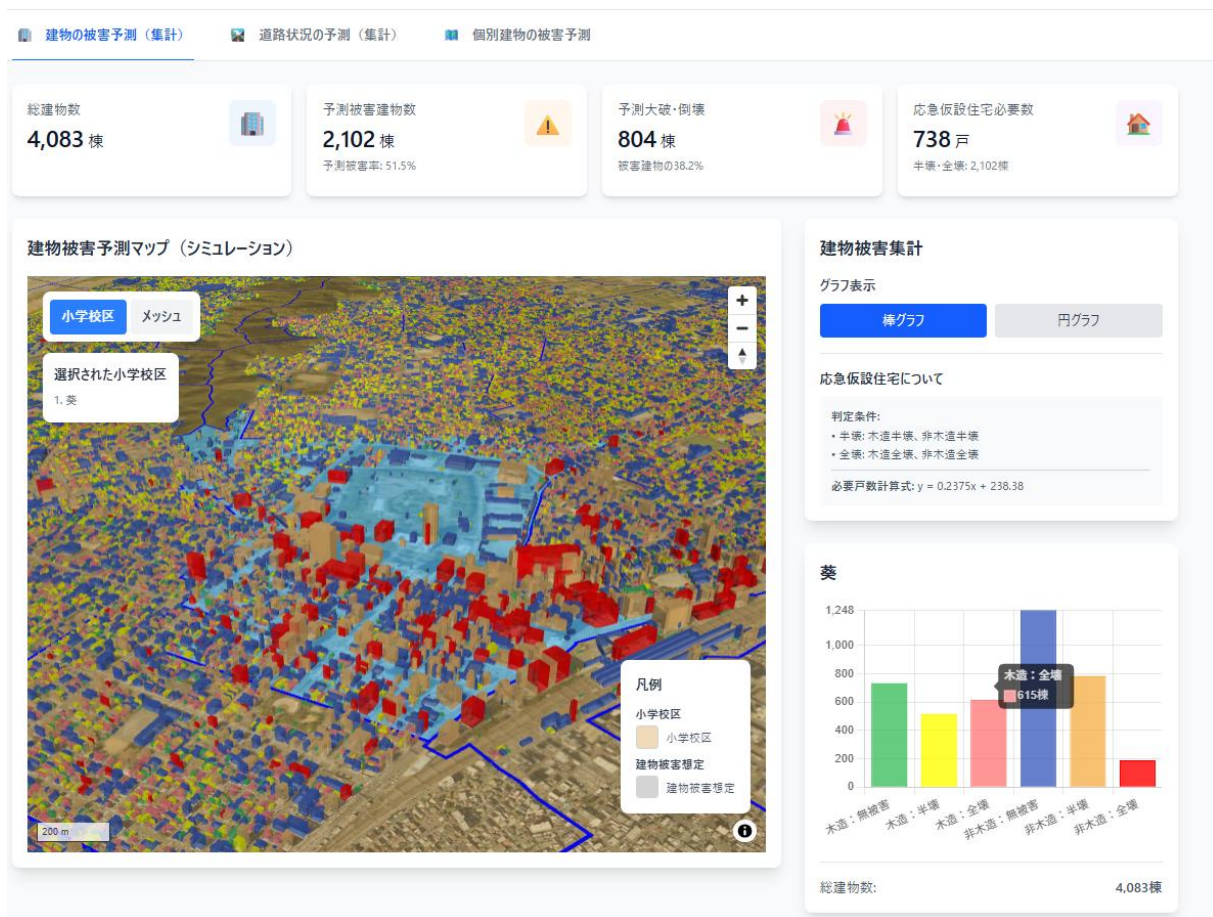 建物の被害予測（集計）
道路状況の予測（集計）
個別建物の被害予測
総建物数
4,083 棟
予測被害建物数
2,102 棟
予測被害率: 51.5%
予測大破・倒壊
804 棟
被害建物の38.2%
応急仮設住宅必要数
738 戸
半壊・全壊: 2,102棟
建物被害予測マップ（シミュレーション）
小学校区
メッシュ
選択された小学校区
1. 葵
凡例
小学校区
小学校区
建物被害想定
建物被害想定
200 m
建物被害集計
グラフ表示
棒グラフ
円グラフ
応急仮設住宅について
判定条件:
• 半壊: 木造半壊、非木造半壊
• 全壊: 木造全壊、非木造全壊
必要戸数計算式: y = 0.2375x + 238.38
葵
1,248
1,000
800
600
400
200
0
木造：全壊
615棟
木造：無被害
木造：半壊
木造：全壊
非木造：無被害
非木造：半壊
非木造：全壊
総建物数:
4,083棟